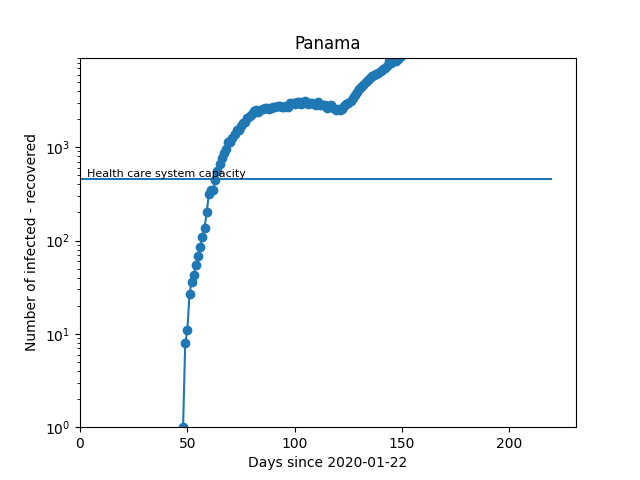 Panama
Number of infected - recovered
10³
10²
10¹
10⁰
Health care system capacity
0 50 100 150 200
Days since 2020-01-22